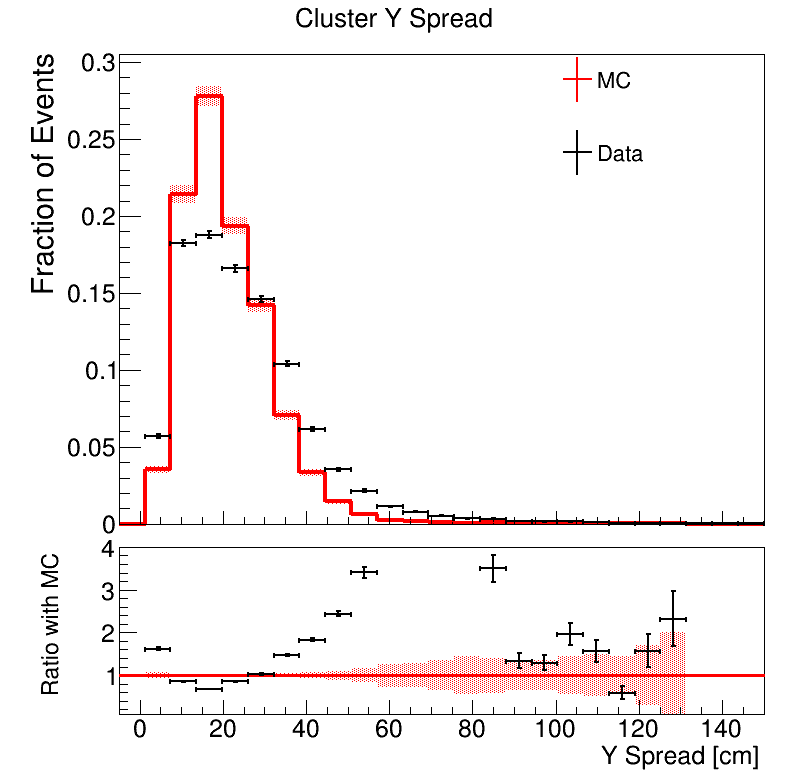 Cluster Y Spread
Fraction of Events
0.3
0.25
0.2
0.15
0.1
0.05
0
MC
Data
Ratio with MC
4
3
2
1
0 20 40 60 80 100 120 140
Y Spread [cm]